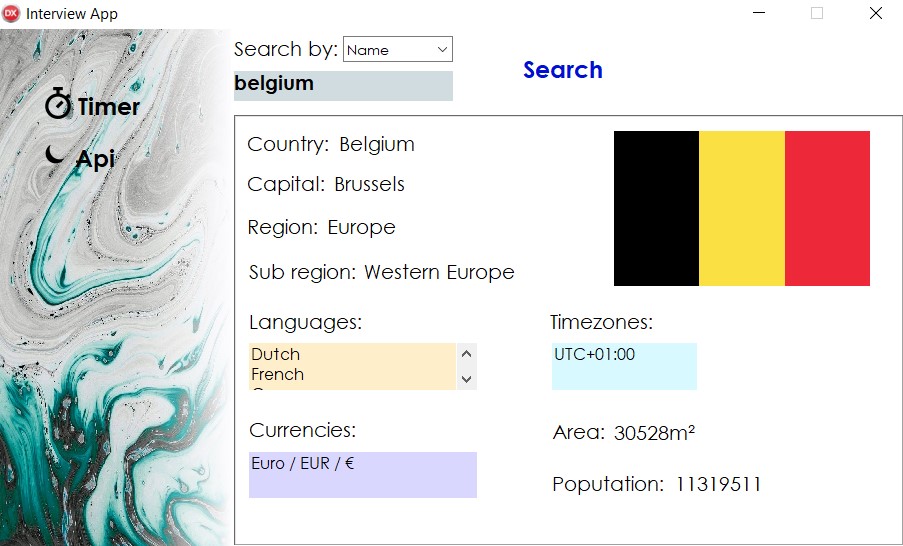 DX Interview App
Search by: Name
belgium
Search
Timer
Api
Country: Belgium
Capital: Brussels
Region: Europe
Sub region: Western Europe
Languages:
Dutch
French
Timezones:
UTC+01:00
Currencies:
Euro / EUR / €
Area: 30528m²
Poputation: 11319511